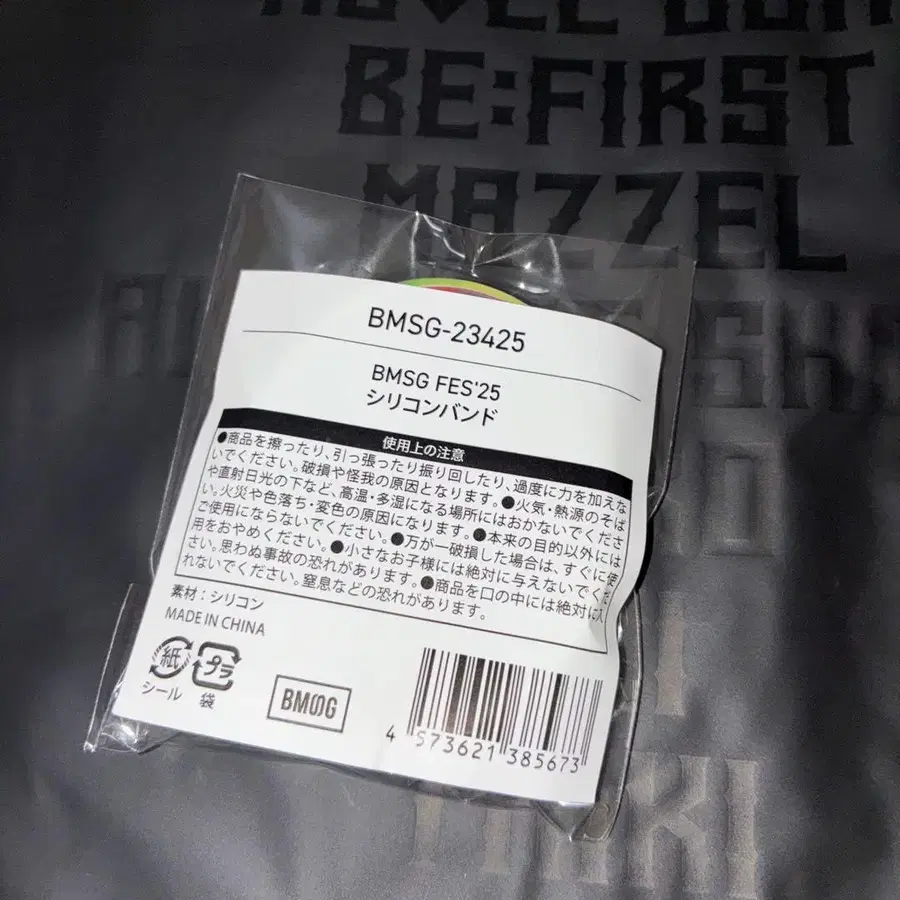 BE:FIRST
MAZZEL
BMSG-23425
BMSG FES'25
シリコンバンド
使用上の注意
●商品を擦ったり、引っ張ったり振り回したり、過度に力を加えな
いでください。破損や怪我の原因となります。●火気・熱源のそば
や直射日光の下など、高温・多湿になる場所にはおかないでくださ
い。火災や色落ち・変色の原因になります。●本来の目的以外には
ご使用にならないでください。●万が一破損した場合は、すぐに使
用をおやめください。●小さなお子様には絶対に与えないでくだ
さい。思わぬ事故の恐れがあります。●商品を口の中には絶対に入
れないでください。窒息などの恐れがあります。
素材：シリコン
MADE IN CHINA
紙 プラ
シール 袋
BMSG
4 573621 385673